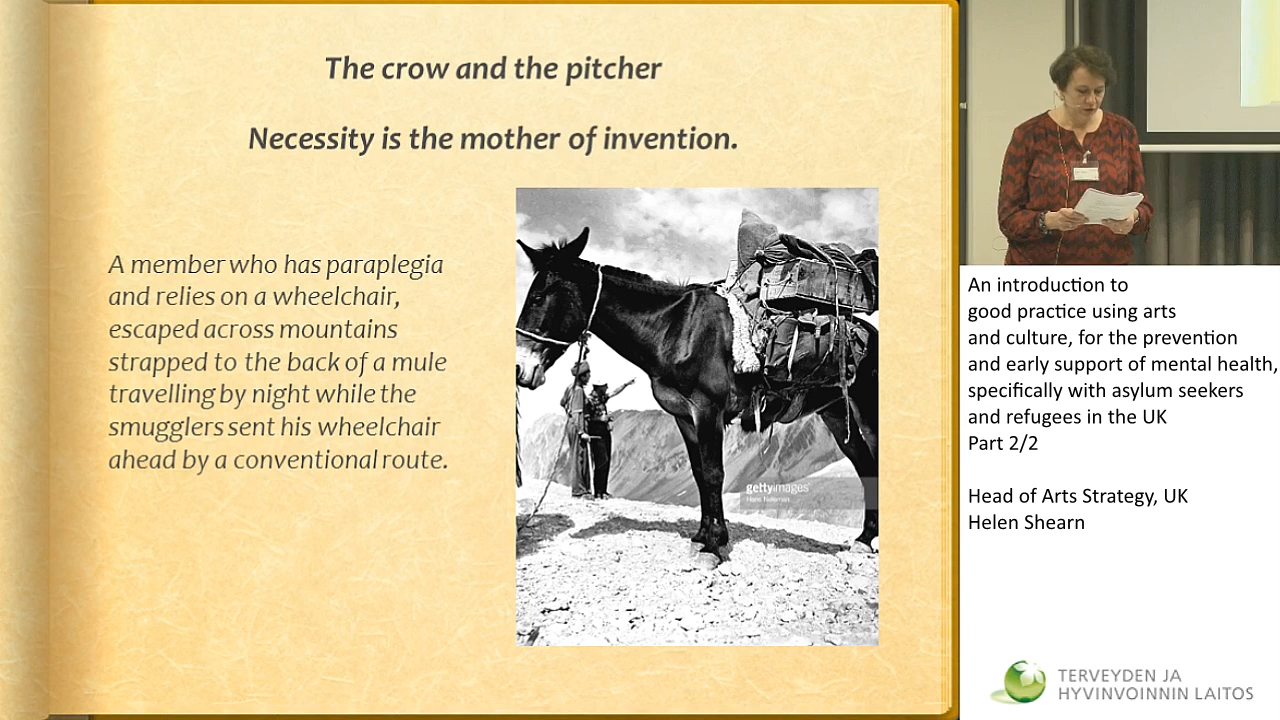 The crow and the pitcher
Necessity is the mother of invention.
A member who has paraplegia
and relies on a wheelchair,
escaped across mountains
strapped to the back of a mule
travelling by night while the
smugglers sent his wheelchair
ahead by a conventional route.
gettyimages
An introduction to
good practice using arts
and culture, for the prevention
and early support of mental health,
specifically with asylum seekers
and refugees in the UK
Part 2/2
Head of Arts Strategy, UK
Helen Shearn
TERVEYDEN JA
HYVINVOINNIN LAITOS